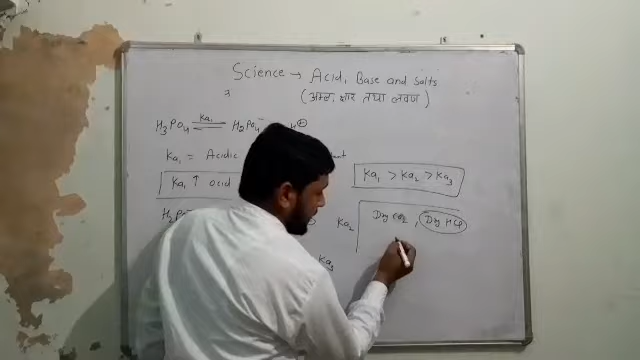 Science → Acid, Base and Salts
(अम्ल, क्षार तथा लवण)
H3PO4 ⇌ Ka1 H2PO4⁻ H⊕
Ka1 = Acidic
Ka1 > Ka2 > Ka3
Ka1 ↑ acid
Ka2
Dry CO2, Dry HCl
Ka3